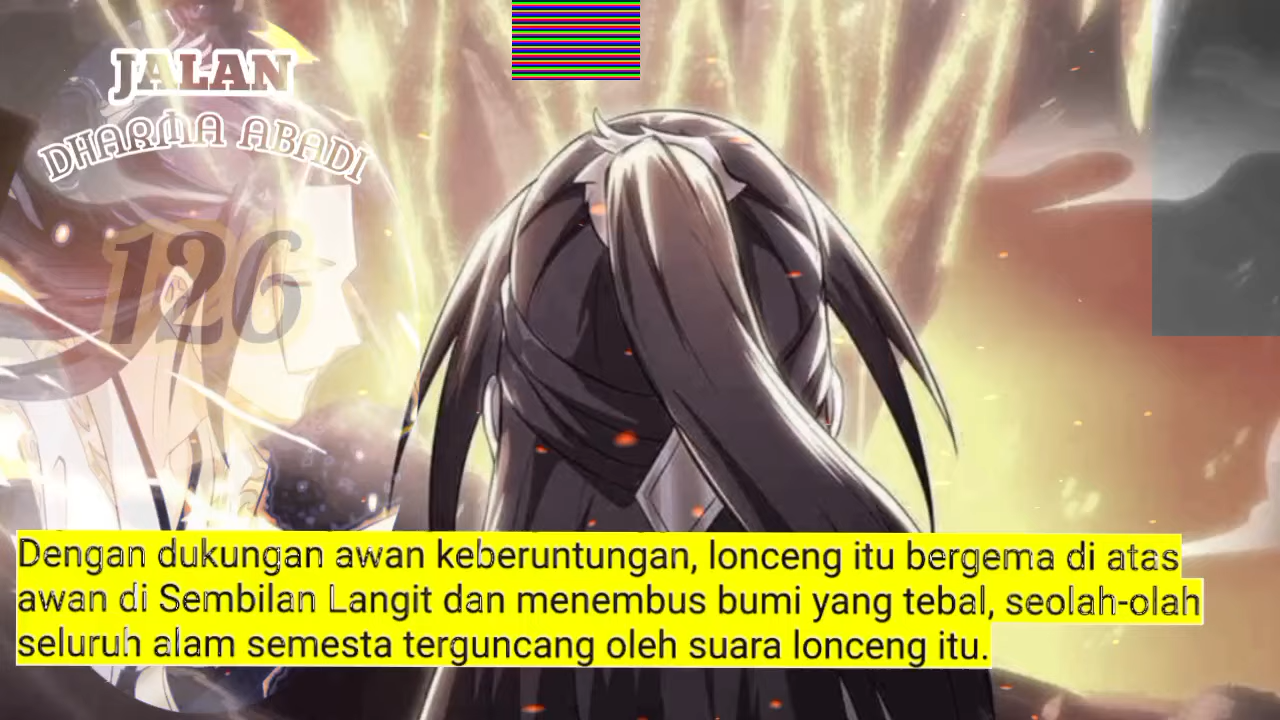 JALAN
DHARMA ABADI
126
Dengan dukungan awan keberuntungan, lonceng itu bergema di atas
awan di Sembilan Langit dan menembus bumi yang tebal, seolah-olah
seluruh alam semesta terguncang oleh suara lonceng itu.